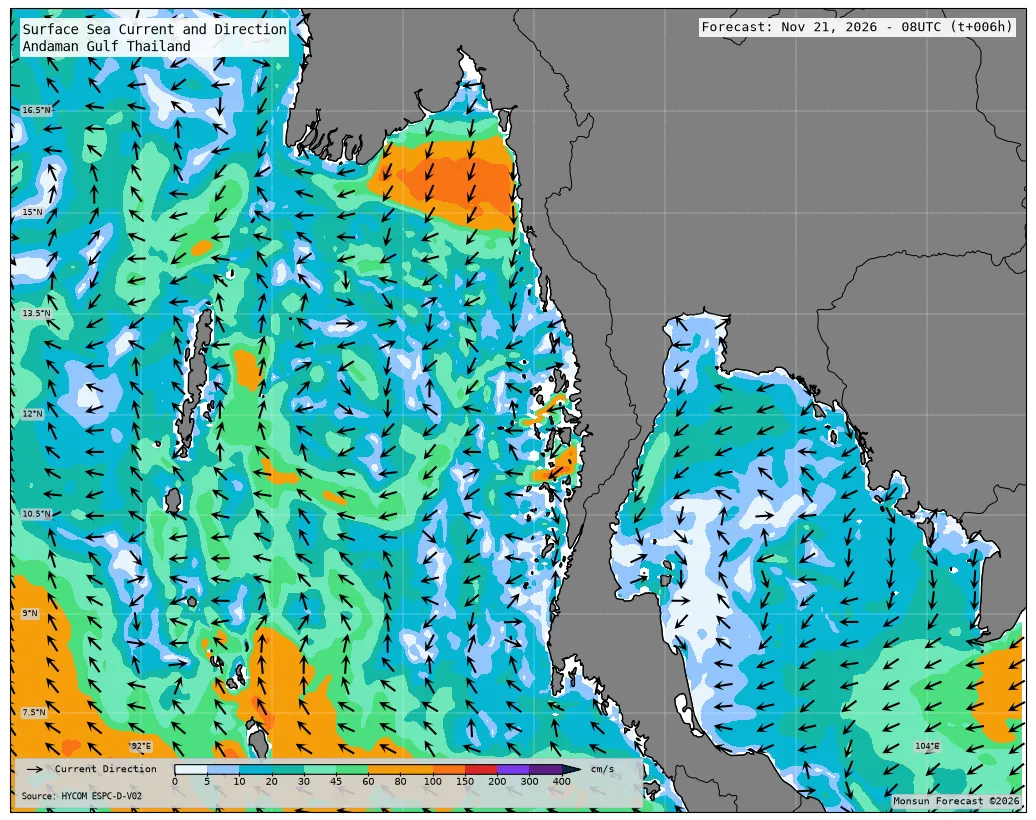 Surface Sea Current and Direction
Andaman Gulf Thailand
Forecast: Nov 21, 2026 - 08UTC (t+006h)
16.5°N
15°N
13.5°N
12°N
10.5°N
9°N
7.5°N
92°E
104°E
Current Direction
0 5 10 20 30 45 60 80 100 150 200 300 400
cm/s
Source: HYCOM ESPC-D-V02
Monsun Forecast ©2026